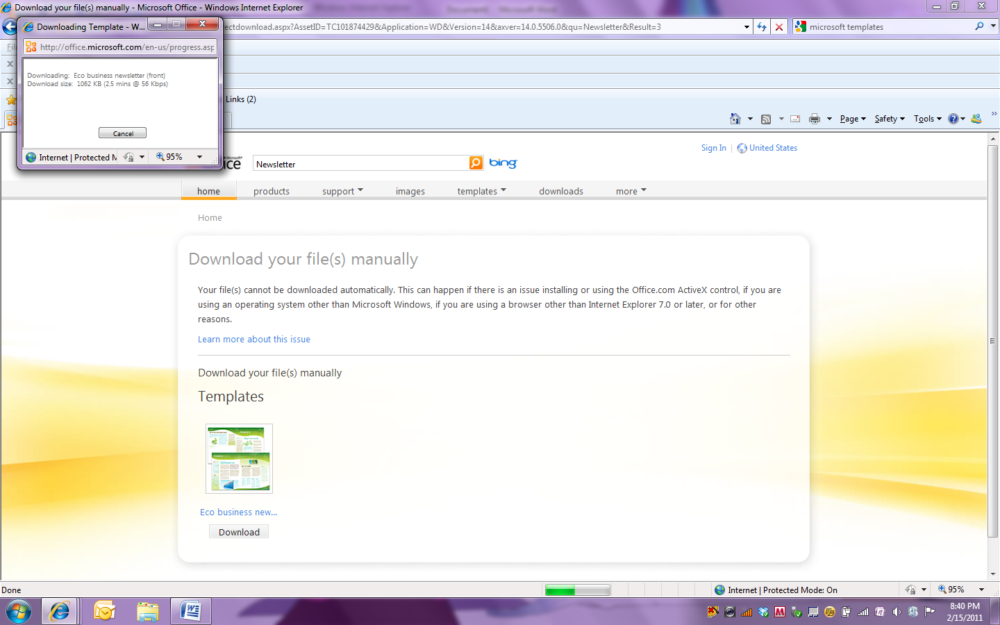 Download your file(s) manually - Microsoft Office - Windows Internet Explorer
Downloading Template - W...
ectdownload.aspx?AssetID=TC101874429&Application=WD&Version=14&axver=14.0.5506.0&qu=Newsletter&Result=3
microsoft templates
http://office.microsoft.com/en-us/progress.asp
Downloading: Eco business newsletter (front)
Download size: 1062 KB (2.5 mins @ 56 Kbps)
Cancel
Internet | Protected M
95%
Links (2)
Page
Safety
Tools
Sign In | United States
ice
Newsletter
bing
home
products
support
images
templates
downloads
more
Home
Download your file(s) manually
Your file(s) cannot be downloaded automatically. This can happen if there is an issue installing or using the Office.com ActiveX control, if you are
using an operating system other than Microsoft Windows, if you are using a browser other than Internet Explorer 7.0 or later, or for other
reasons.
Learn more about this issue
Download your file(s) manually
Templates
Eco business new...
Download
Done
Internet | Protected Mode: On
95%
8:40 PM
2/15/2011